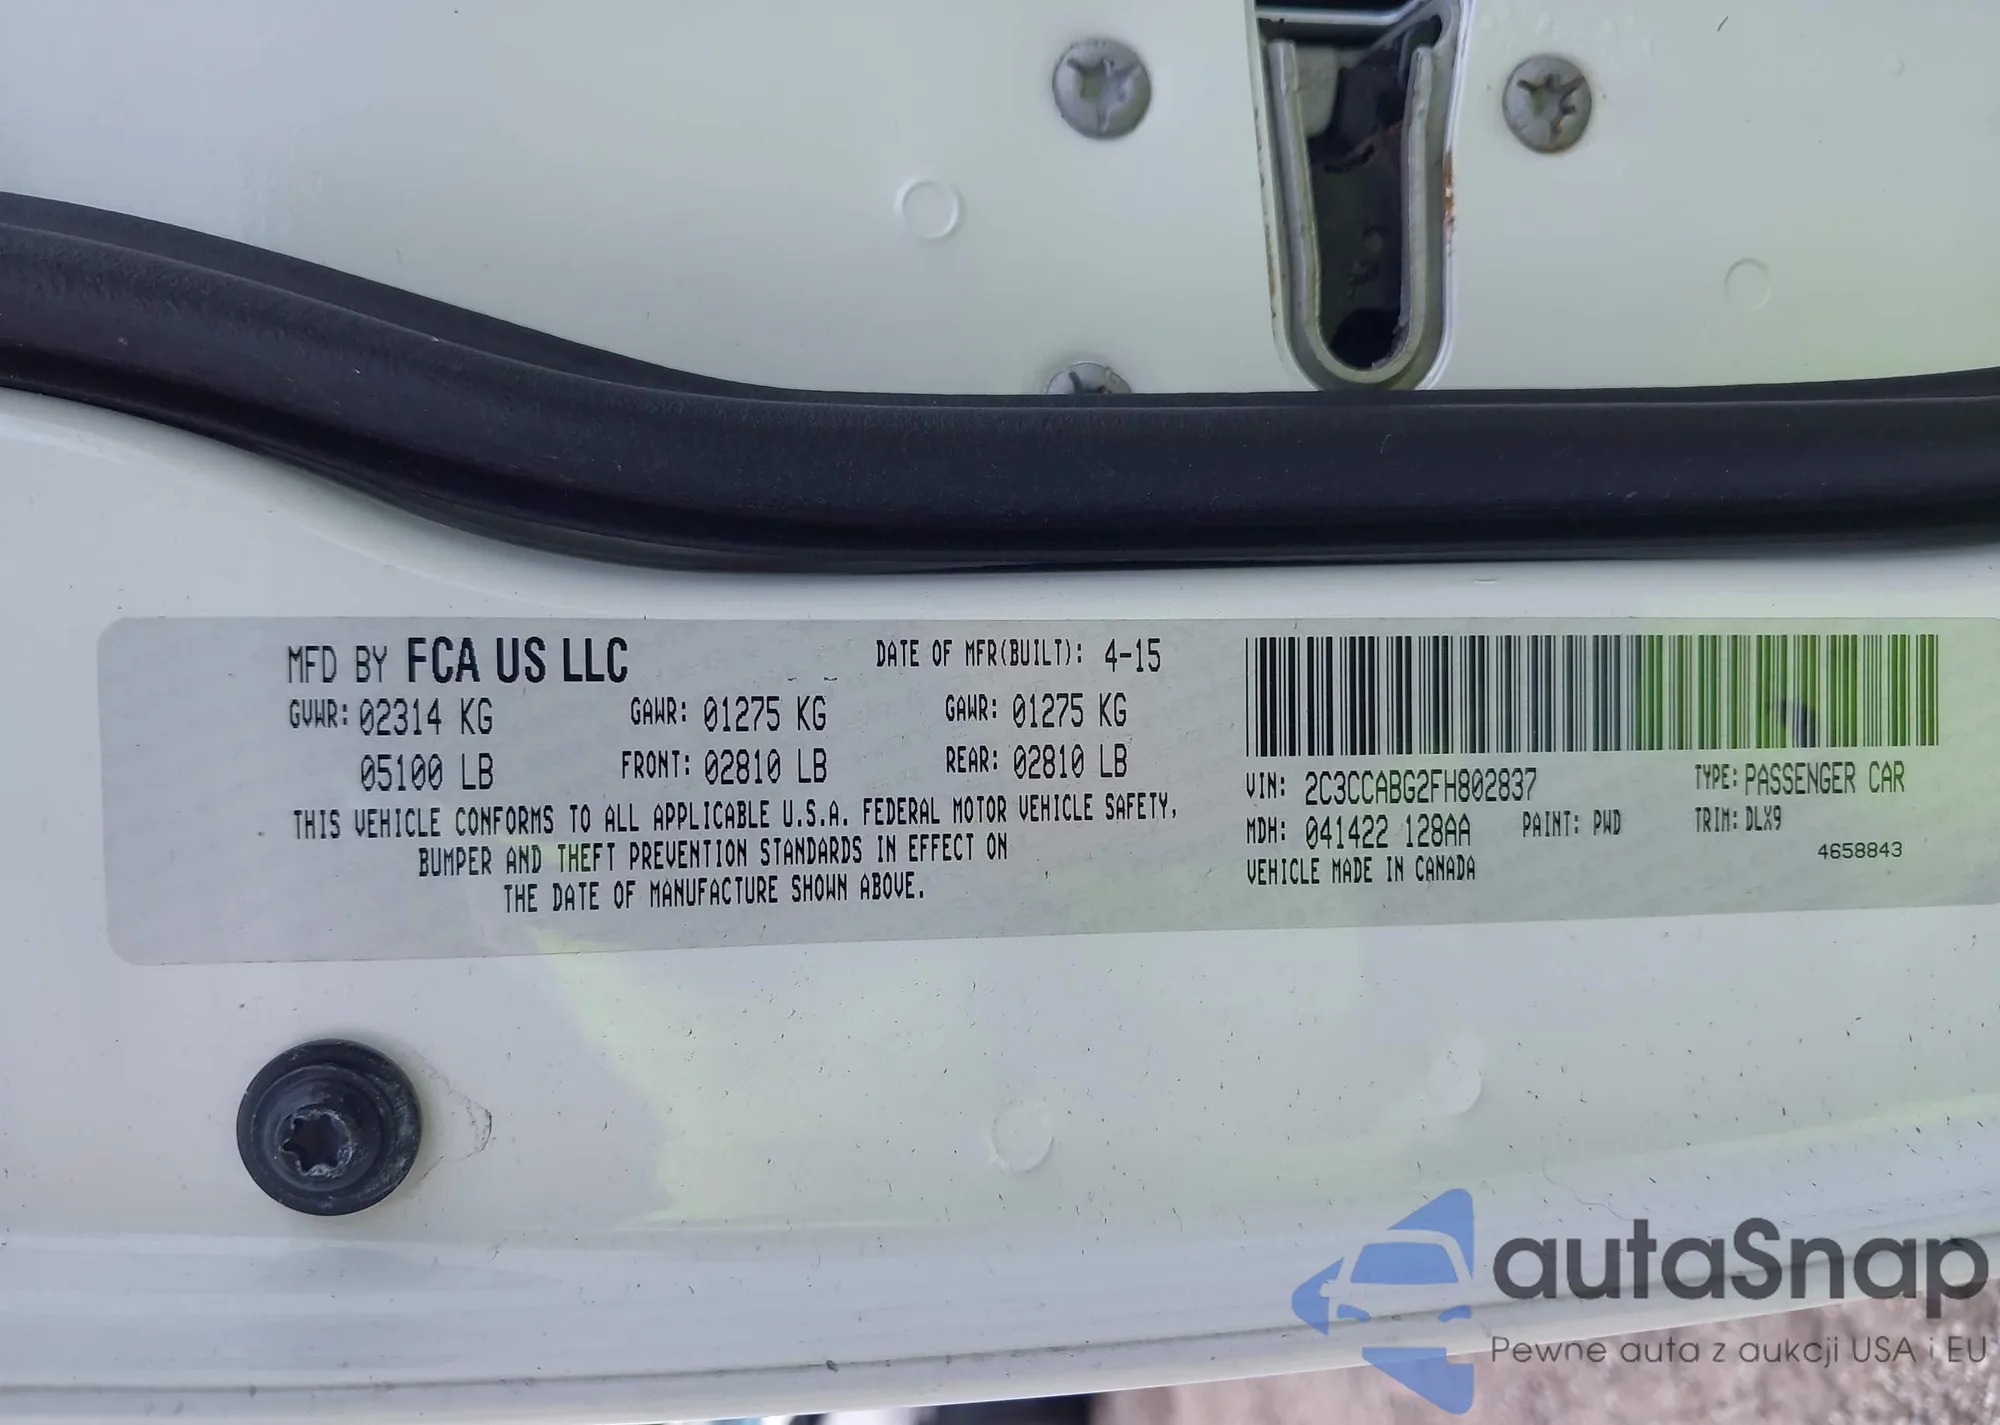 MFD BY FCA US LLC DATE OF MFR(BUILT): 4-15
GVWR: 02314 KG GAWR: 01275 KG GAWR: 01275 KG
05100 LB FRONT: 02810 LB REAR: 02810 LB
THIS VEHICLE CONFORMS TO ALL APPLICABLE U.S.A. FEDERAL MOTOR VEHICLE SAFETY,
BUMPER AND THEFT PREVENTION STANDARDS IN EFFECT ON
THE DATE OF MANUFACTURE SHOWN ABOVE.
VIN: 2C3CCABG2FH802837 TYPE: PASSENGER CAR
MDH: 041422 128AA PAINT: PWD TRIM: DLX9
VEHICLE MADE IN CANADA 4658843
autaSnap
Pewne auta z aukcji USA i EU